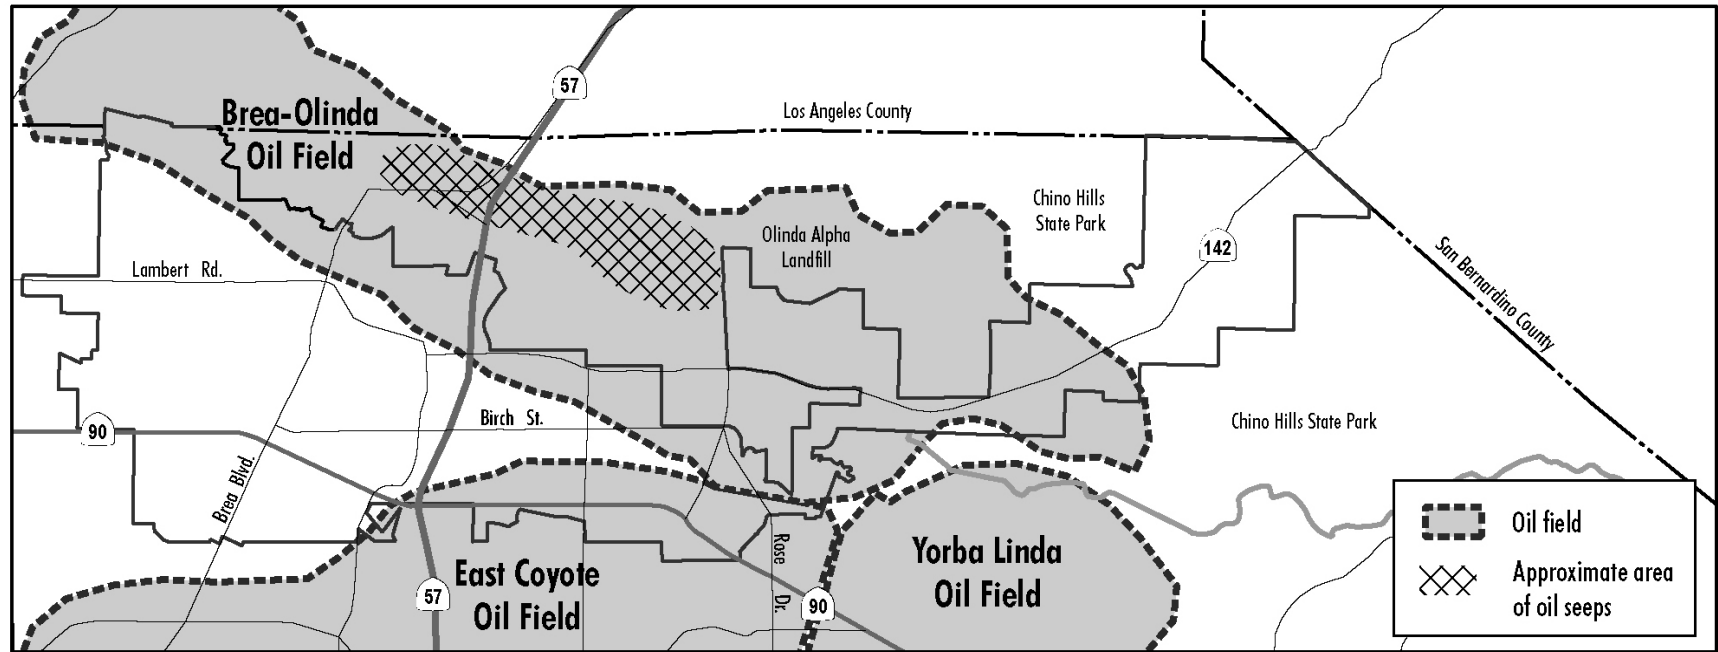 57
Brea-Olinda
Oil Field
Los Angeles County
Chino Hills
State Park
Olinda Alpha
Landfill
142
San Bernardino County
Lambert Rd.
Birch St.
90
Brea Blvd.
Chino Hills State Park
East Coyote
Oil Field
57
Rose Dr.
90
Yorba Linda
Oil Field
Oil field
Approximate area
of oil seeps